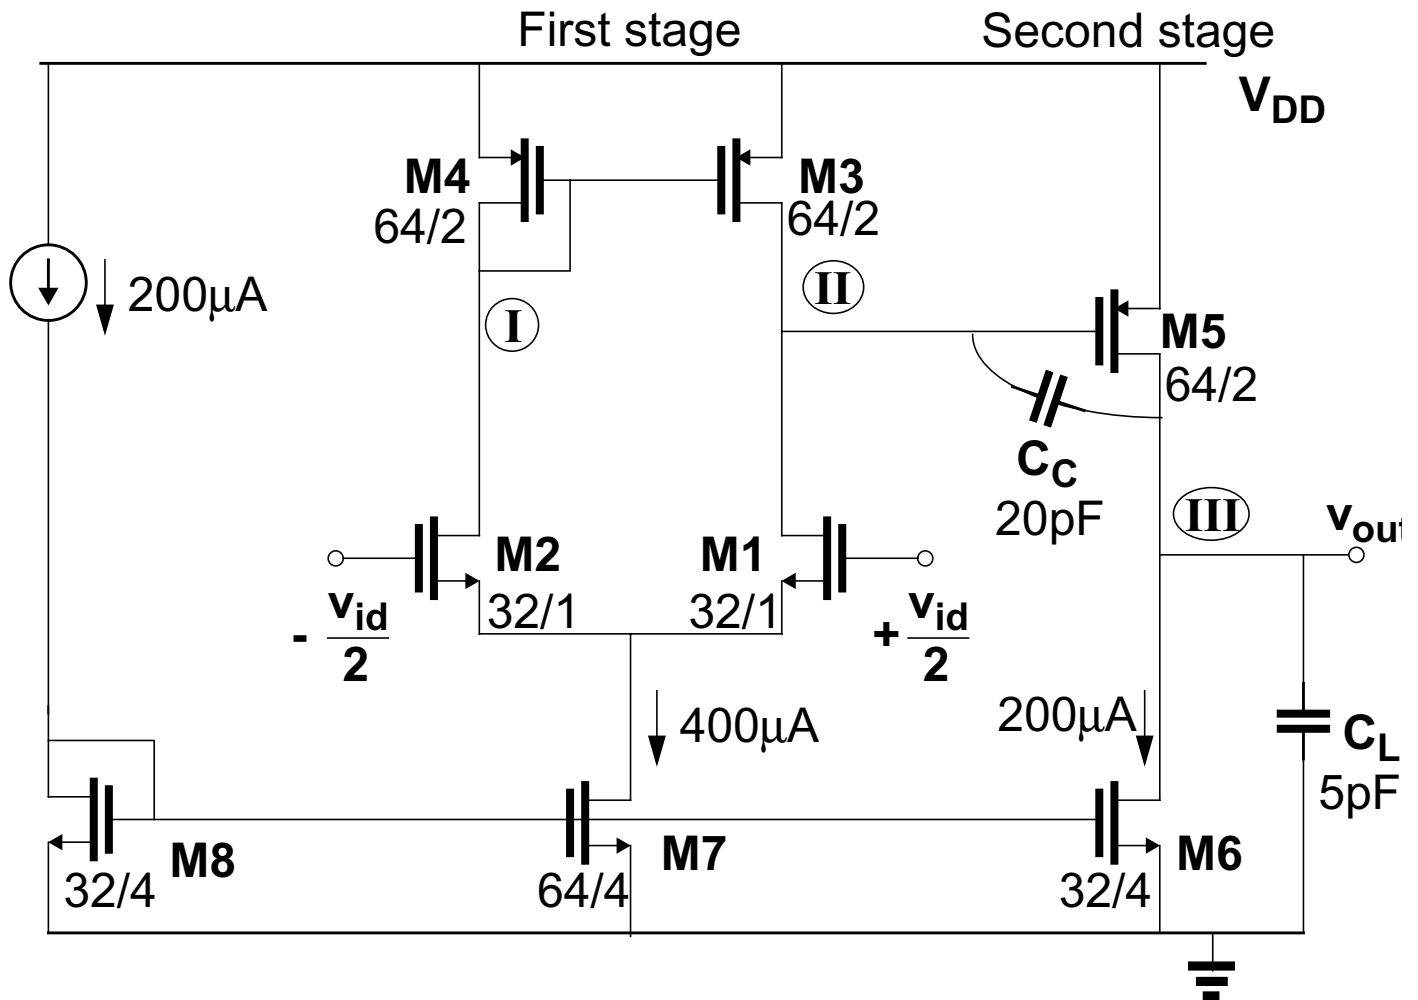 First stage
Second stage
VDD
M4
64/2
M3
64/2
200µA
I
II
M5
64/2
CC
20pF
III
vout
M2
32/1
M1
32/1
- vid/2
+ vid/2
400µA
200µA
CL
5pF
M8
32/4
M7
64/4
M6
32/4